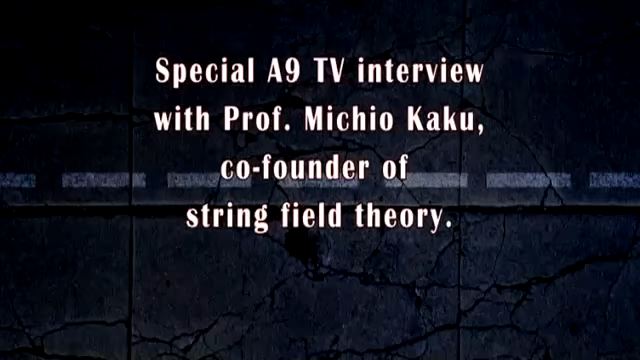 Special A9 TV interview
with Prof. Michio Kaku,
co-founder of
string field theory.